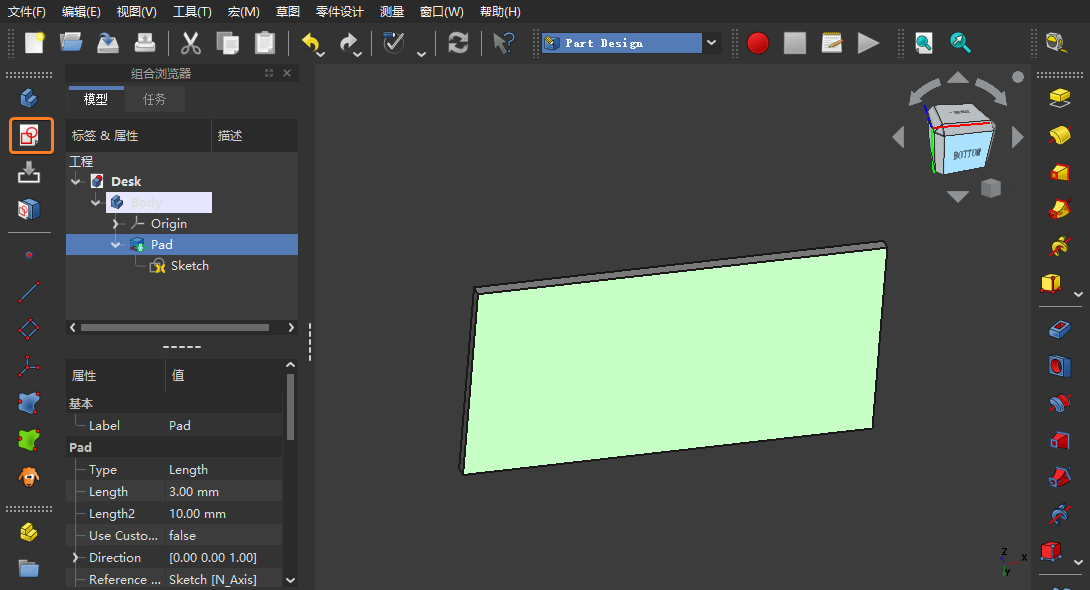 文件(F) 编辑(E) 视图(V) 工具(T) 宏(M) 草图 零件设计 测量 窗口(W) 帮助(H)
Part Design
组合浏览器
模型 任务
标签 & 属性 描述
工程
Desk
Body
Origin
Pad
Sketch
属性 值
基本
Label Pad
Pad
Type Length
Length 3.00 mm
Length2 10.00 mm
Use Custo... false
Direction [0.00 0.00 1.00]
Reference ... Sketch [N_Axis]
BOTTOM
Z
X
Y